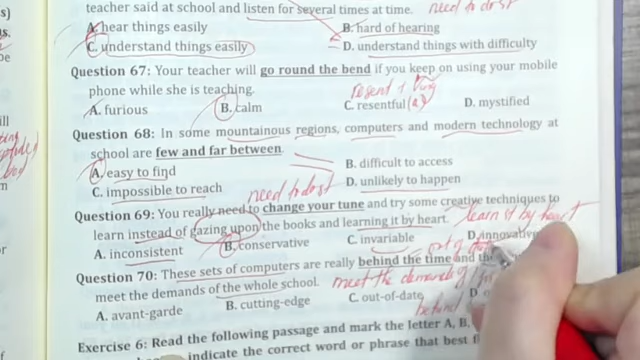 teacher said at school and listen for several times at time. need to
A. hear things easily B. hard of hearing
C. understand things easily D. understand things with difficulty
Question 67: Your teacher will go round the bend if you keep on using your mobile
phone while she is teaching. resent + Ving
A. furious B. calm C. resentful (a) D. mystified
Question 68: In some mountainous regions, computers and modern technology at
school are few and far between.
A. easy to find B. difficult to access
C. impossible to reach D. unlikely to happen
need to
Question 69: You really need to change your tune and try some creative techniques to
learn instead of gazing upon the books and learning it by heart. learn st by heart
A. inconsistent B. conservative C. invariable D. innovative
out of
Question 70: These sets of computers are really behind the time and
meet the demands of the whole school. meet the demands of
A. avant-garde B. cutting-edge C. out-of-date D.
behind
Exercise 6: Read the following passage and mark the letter A, B,
indicate the correct word or phrase that best